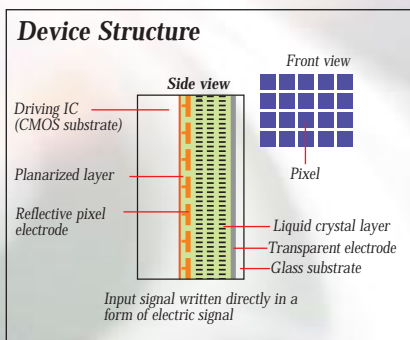 Device Structure
Front view
Side view
Driving IC
(CMOS substrate)
Planarized layer
Pixel
Reflective pixel
electrode
Liquid crystal layer
Transparent electrode
Glass substrate
Input signal written directly in a
form of electric signal